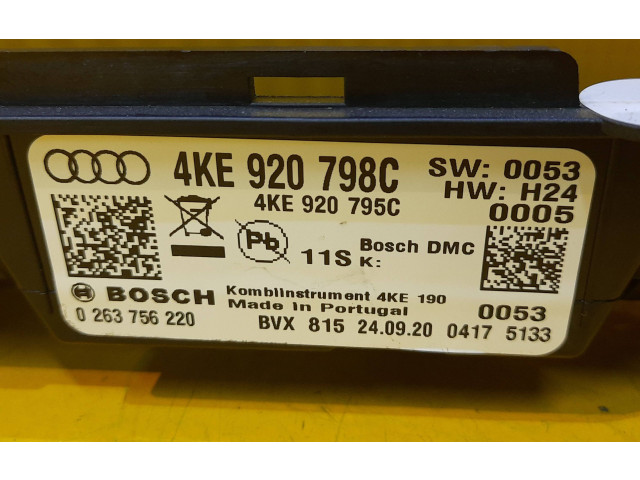 4KE 920 798C
SW: 0053
HW: H24
4KE 920 795C
0005
Pb
11S
Bosch DMC
K:
BOSCH
Kombiinstrument 4KE 190
Made in Portugal
0053
0 263 756 220
BVX 815 24.09.20 0417 5133